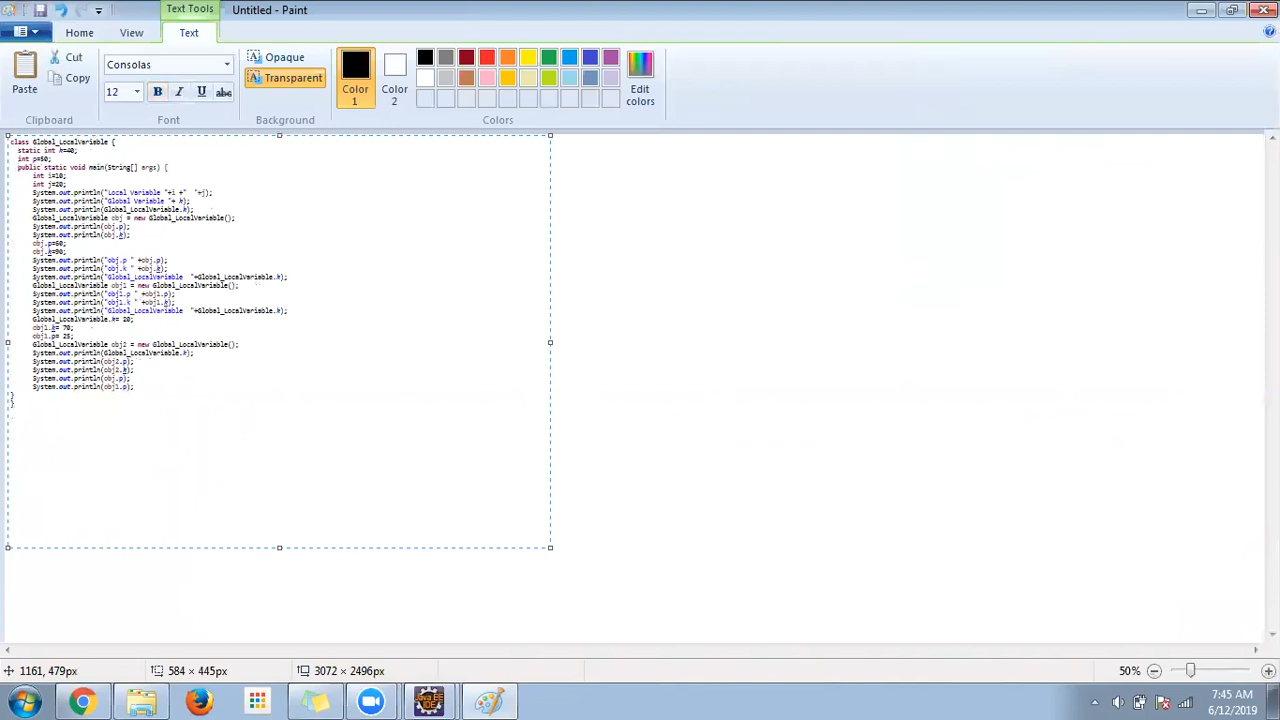 Untitled - Paint
Text Tools
Home View Text
Paste
Cut
Copy
Clipboard
Consolas
12 B I U abc
Font
Opaque
Transparent
Background
Color 1
Color 2
Edit colors
Colors
class Global_LocalVariable {
static int k=40;
int p=50;
public static void main(String[] args) {
int i=10;
int j=20;
System.out.println("Local Variable "+i +" "+j);
System.out.println("Global Variable "+ k);
System.out.println(Global_LocalVariable.k);
Global_LocalVariable obj = new Global_LocalVariable();
System.out.println(obj.p);
System.out.println(obj.k);
obj.p=60;
obj.k=90;
System.out.println("obj.p " +obj.p);
System.out.println("obj.k " +obj.k);
System.out.println("Global_LocalVariable "+Global_LocalVariable.k);
Global_LocalVariable obj1 = new Global_LocalVariable();
System.out.println("obj1.p " +obj1.p);
System.out.println("obj1.k " +obj1.k);
System.out.println("Global_LocalVariable "+Global_LocalVariable.k);
Global_LocalVariable.k= 20;
obj1.k= 70;
obj1.p= 25;
Global_LocalVariable obj2 = new Global_LocalVariable();
System.out.println(Global_LocalVariable.k);
System.out.println(obj2.p);
System.out.println(obj2.k);
System.out.println(obj.p);
System.out.println(obj1.p);
}
}
1161, 479px 584 × 445px 3072 × 2496px 50%
Java EE
IDE
7:45 AM
6/12/2019